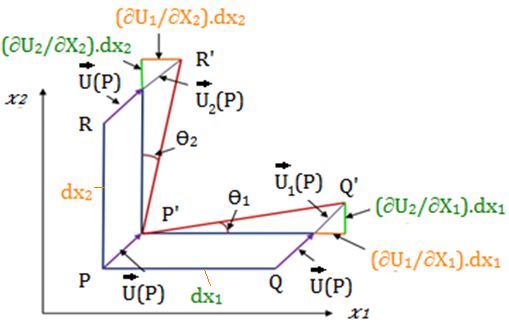 (∂U1/∂X2).dx2
(∂U2/∂X2).dx2
R'
U(P)
U2(P)
x2
R
Θ2
dx2
P'
Θ1
U1(P)
Q'
(∂U2/∂X1).dx1
(∂U1/∂X1).dx1
P
U(P)
dx1
Q
U(P)
x1